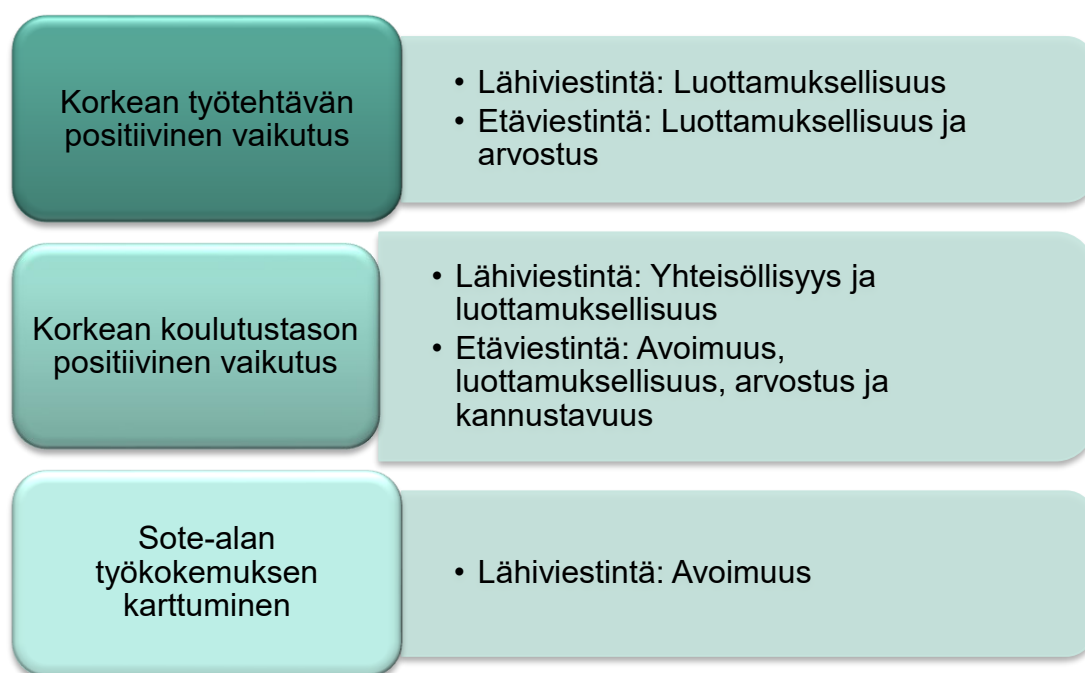 Korkean työtehtävän
positiivinen vaikutus
• Lähiviestintä: Luottamuksellisuus
• Etäviestintä: Luottamuksellisuus ja
arvostus
Korkean koulutustason
positiivinen vaikutus
• Lähiviestintä: Yhteisöllisyys ja
luottamuksellisuus
• Etäviestintä: Avoimuus,
luottamuksellisuus, arvostus ja
kannustavuus
Sote-alan
työkokemuksen
karttuminen
• Lähiviestintä: Avoimuus